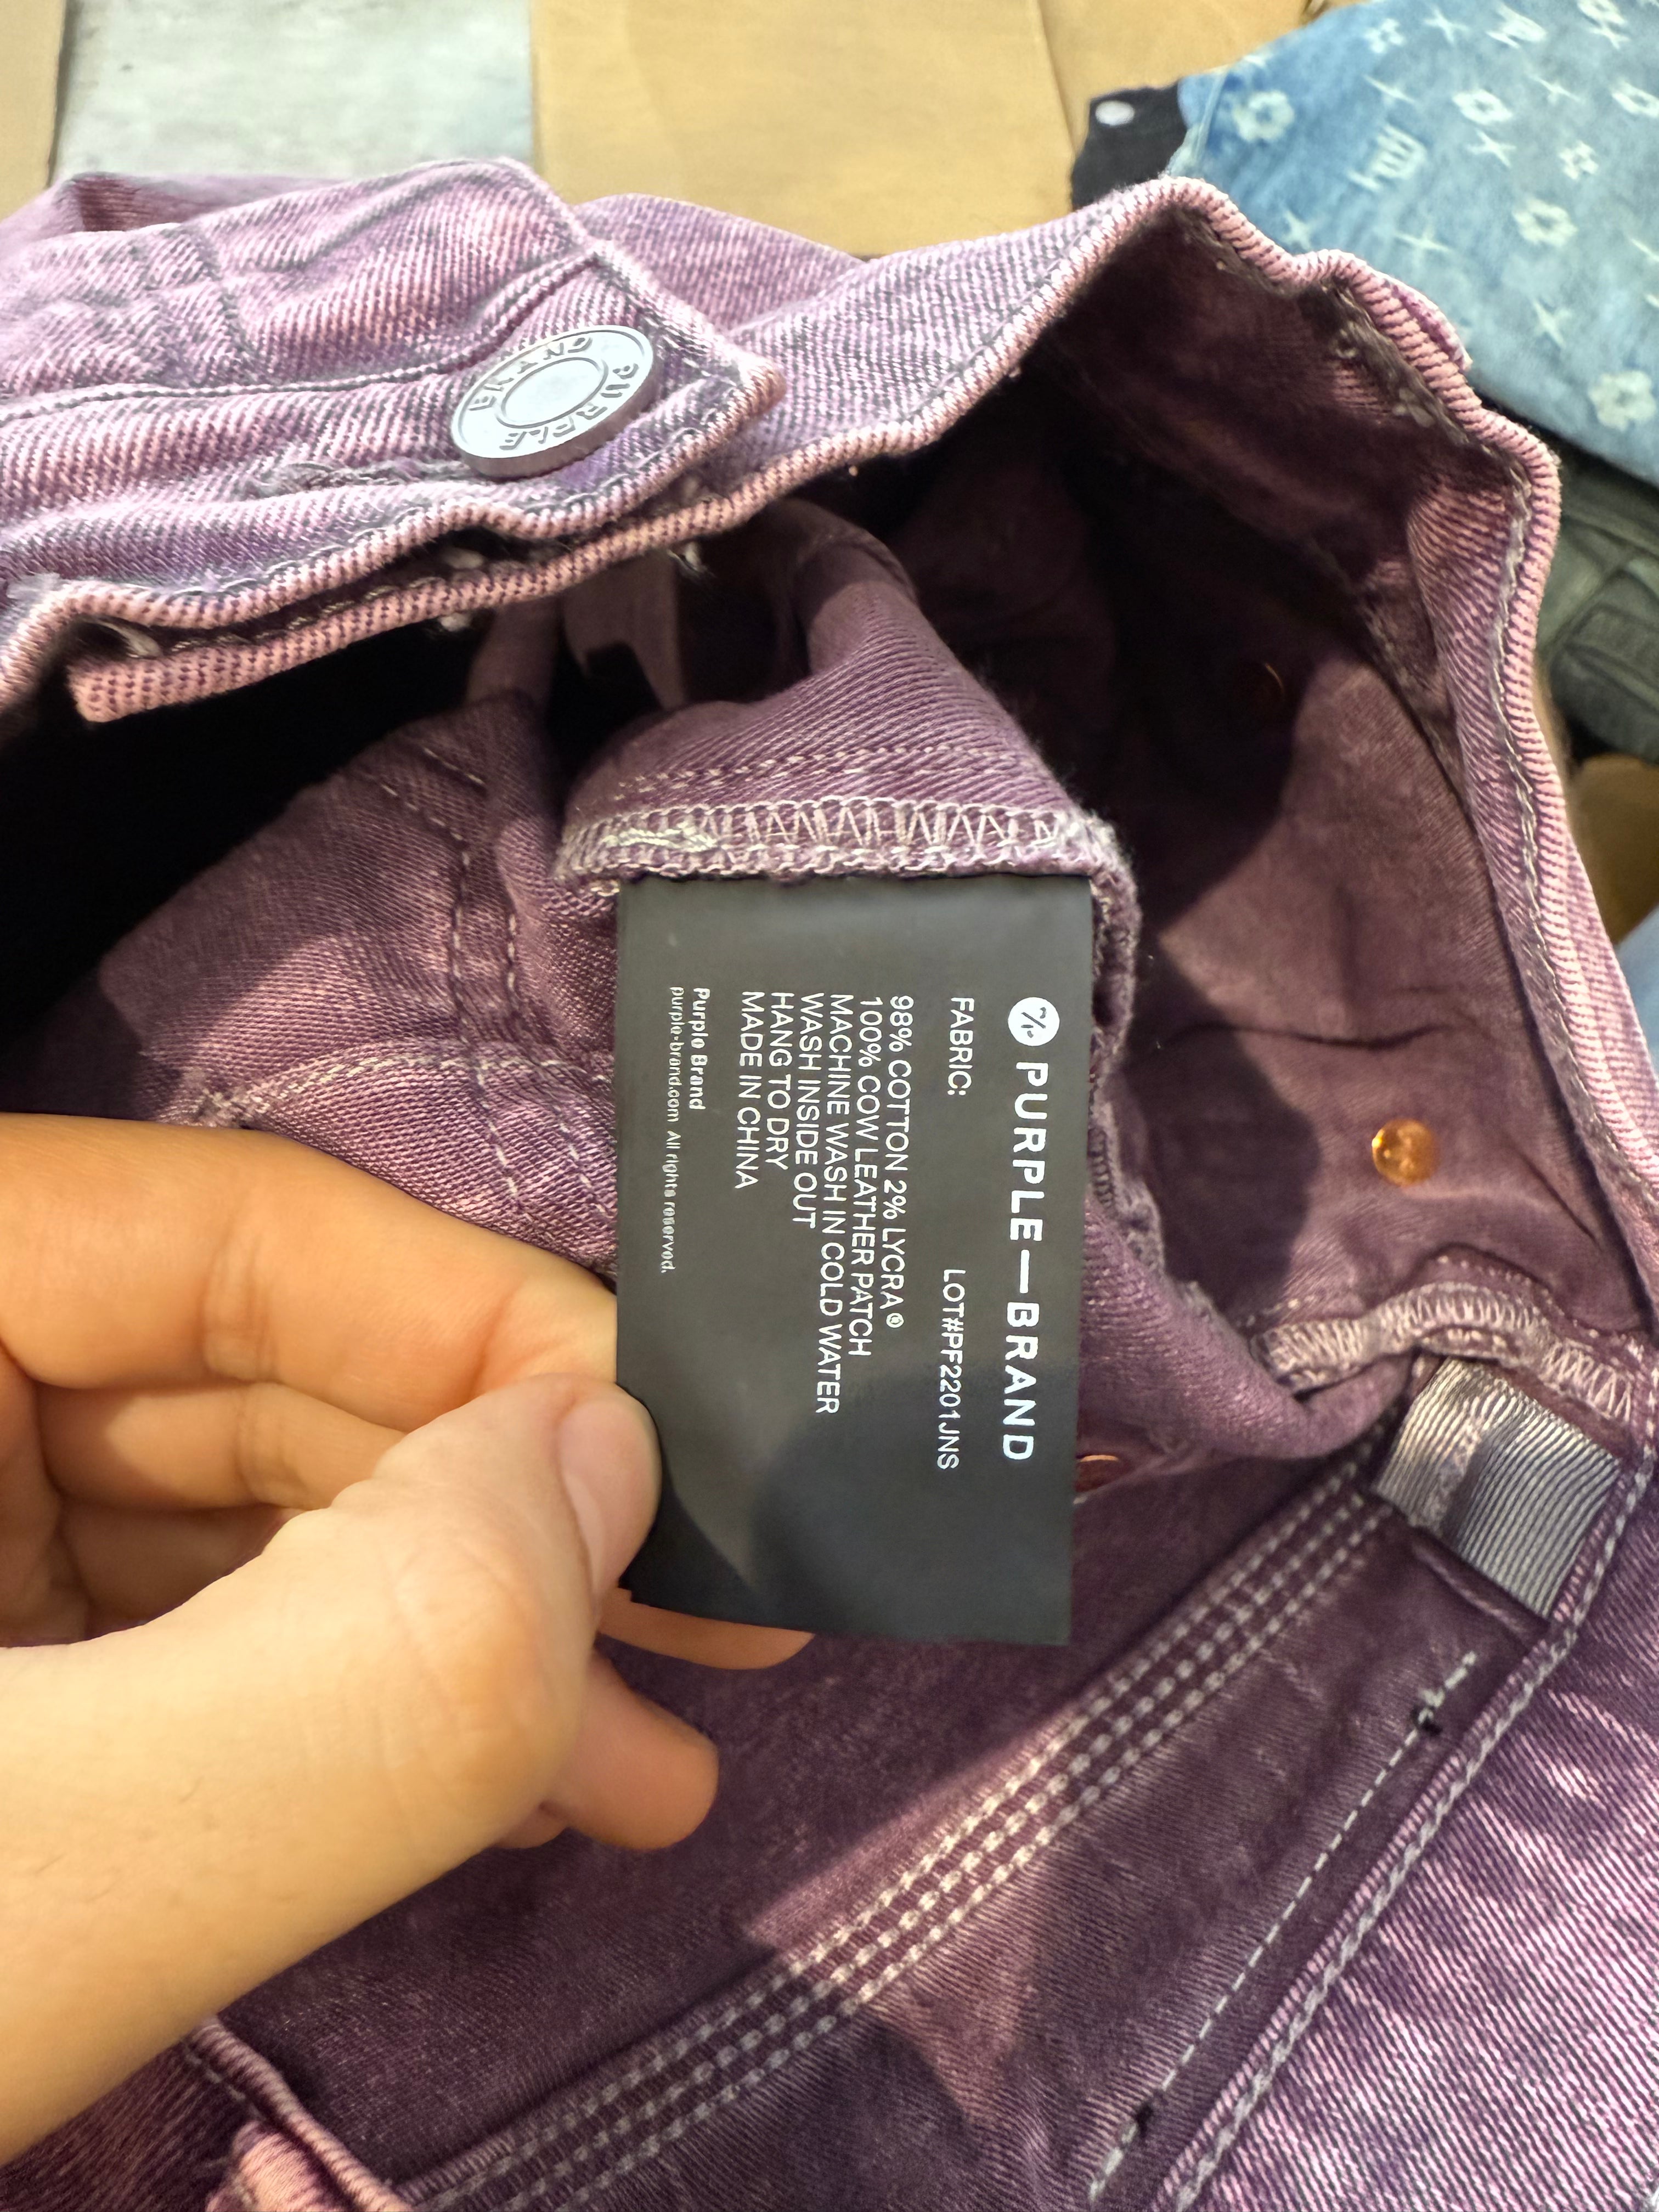 PURPLE BRAND
PURPLE—BRAND
FABRIC: LOT#PF2201JNS
98% COTTON 2% LYCRA®
100% COW LEATHER PATCH
MACHINE WASH IN COLD WATER
WASH INSIDE OUT
HANG TO DRY
MADE IN CHINA
Purple Brand
purple-brand.com All rights reserved.